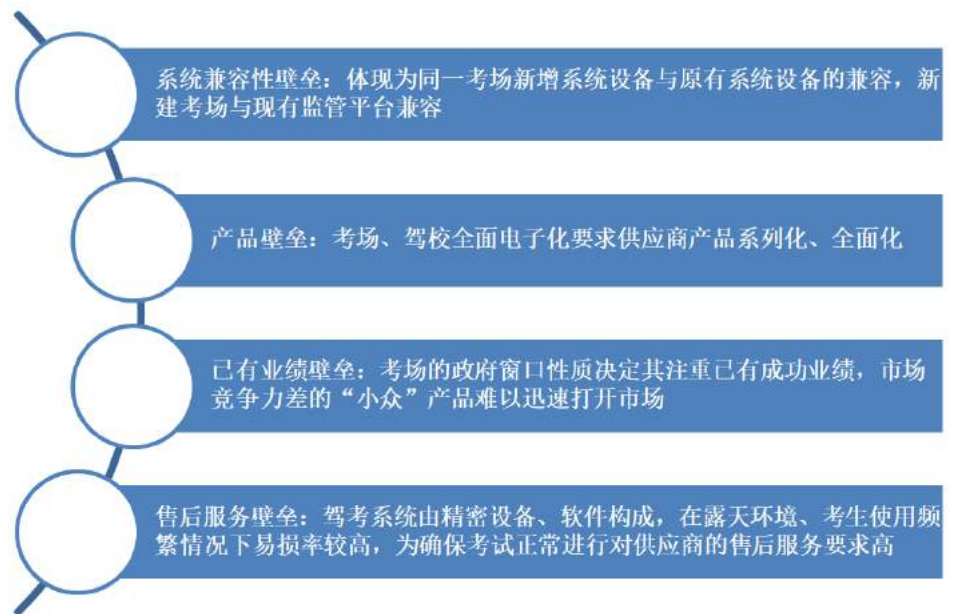 系统兼容性壁垒：体现为同一考场新增系统设备与原有系统设备的兼容，新
建考场与现有监管平台兼容
产品壁垒：考场、驾校全面电子化要求供应商产品系列化、全面化
已有业绩壁垒：考场的政府窗口性质决定其注重已有成功业绩，市场
竞争力差的“小众”产品难以迅速打开市场
售后服务壁垒：驾考系统由精密设备、软件构成，在露天环境、考生使用频
繁情况下易损率较高，为确保考试正常进行对供应商的售后服务要求高